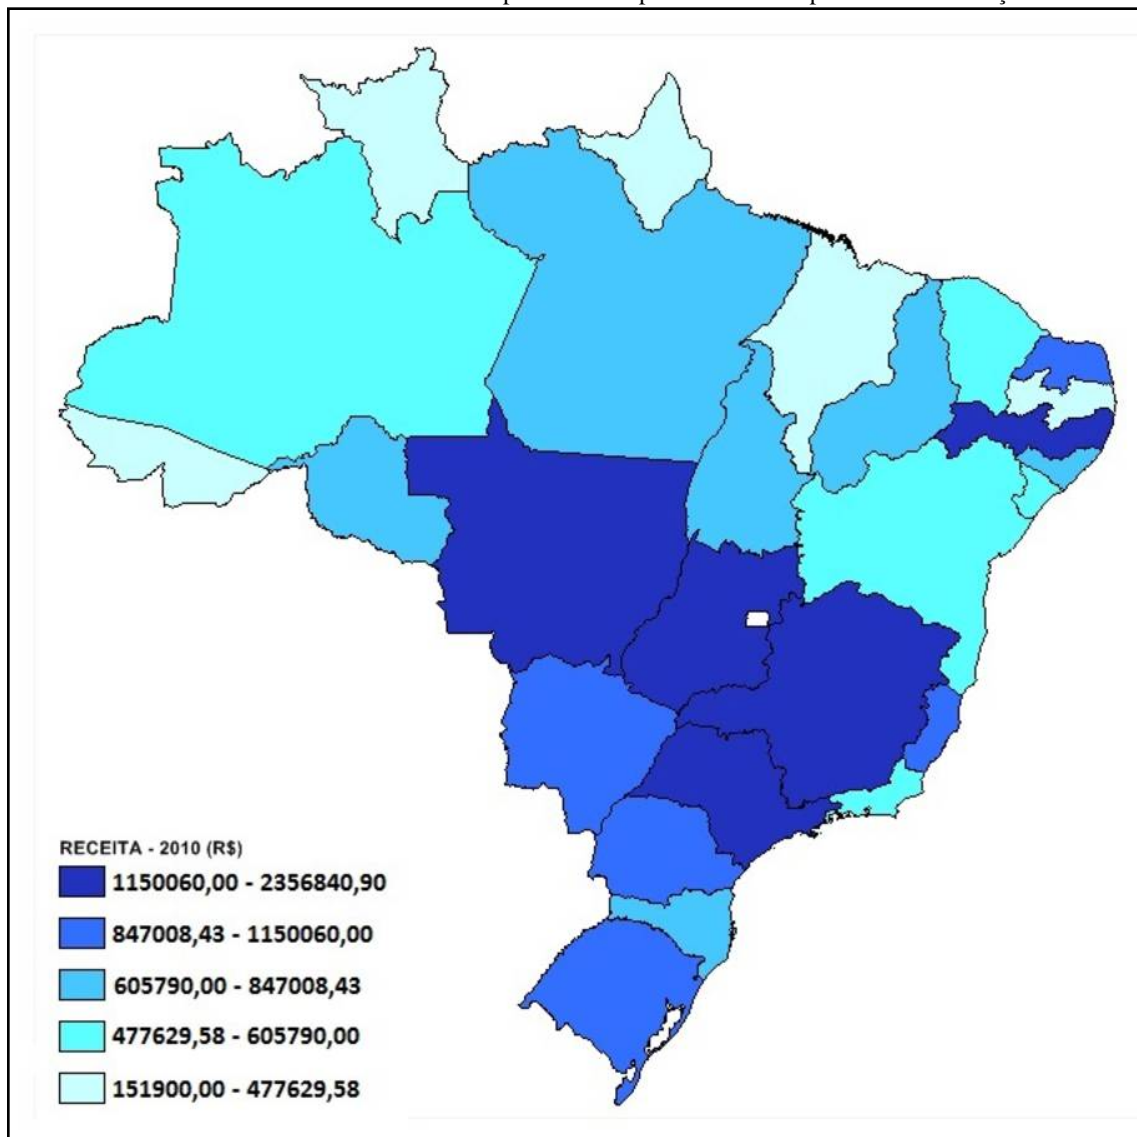 RECEITA - 2010 (R$)
1150060,00 - 2356840,90
847008,43 - 1150060,00
605790,00 - 847008,43
477629,58 - 605790,00
151900,00 - 477629,58